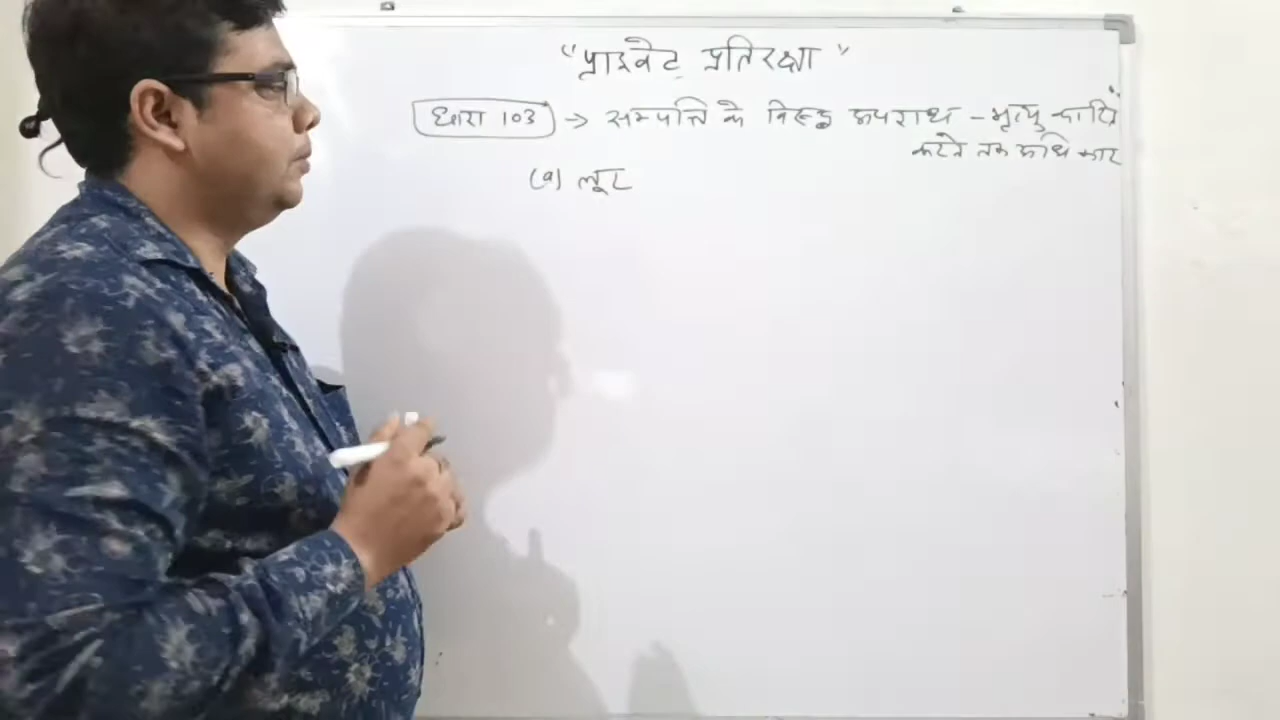 "प्राइवेट प्रतिरक्षा"
धारा 103 → सम्पत्ति के विरूद्ध अपराध - मृत्यु कारित
करने तक अधिकार
(a) लूट